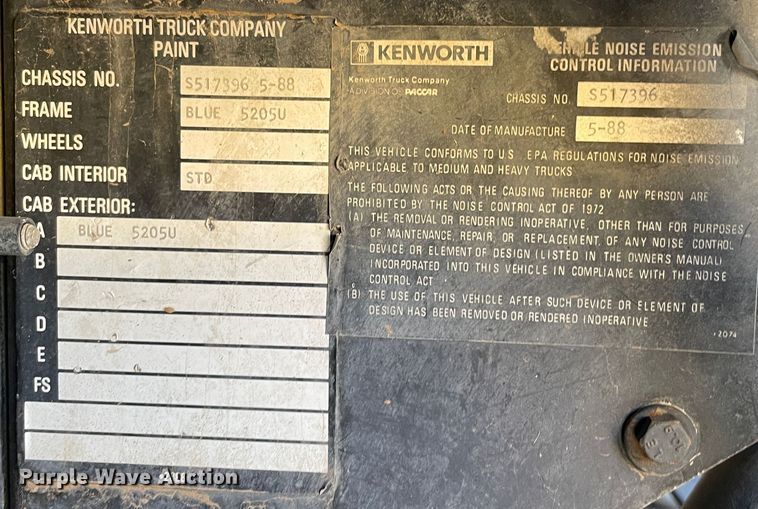 KENWORTH TRUCK COMPANY
PAINT
CHASSIS NO. S517396 5-88
FRAME BLUE 5205U
WHEELS
CAB INTERIOR STD
CAB EXTERIOR:
A BLUE 5205U
B
C
D
E
FS
KENWORTH
Kenworth Truck Company
A DIVISION OF PACCAR
VEHICLE NOISE EMISSION
CONTROL INFORMATION
CHASSIS NO. S517396
DATE OF MANUFACTURE 5-88
THIS VEHICLE CONFORMS TO U.S. EPA REGULATIONS FOR NOISE EMISSION
APPLICABLE TO MEDIUM AND HEAVY TRUCKS
THE FOLLOWING ACTS OR THE CAUSING THEREOF BY ANY PERSON ARE
PROHIBITED BY THE NOISE CONTROL ACT OF 1972
(A) THE REMOVAL OR RENDERING INOPERATIVE, OTHER THAN FOR PURPOSES
OF MAINTENANCE, REPAIR, OR REPLACEMENT, OF ANY NOISE CONTROL
DEVICE OR ELEMENT OF DESIGN (LISTED IN THE OWNERS MANUAL)
INCORPORATED INTO THIS VEHICLE IN COMPLIANCE WITH THE NOISE
CONTROL ACT
(B) THE USE OF THIS VEHICLE AFTER SUCH DEVICE OR ELEMENT OF
DESIGN HAS BEEN REMOVED OR RENDERED INOPERATIVE
Purple Wave Auction